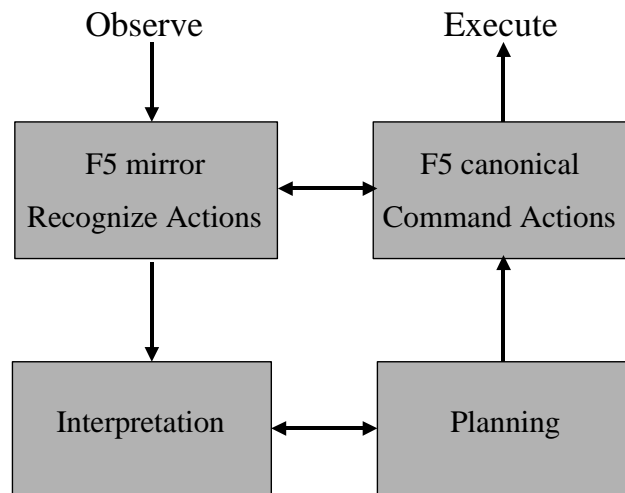 Observe
Execute
F5 mirror
Recognize Actions
F5 canonical
Command Actions
Interpretation
Planning